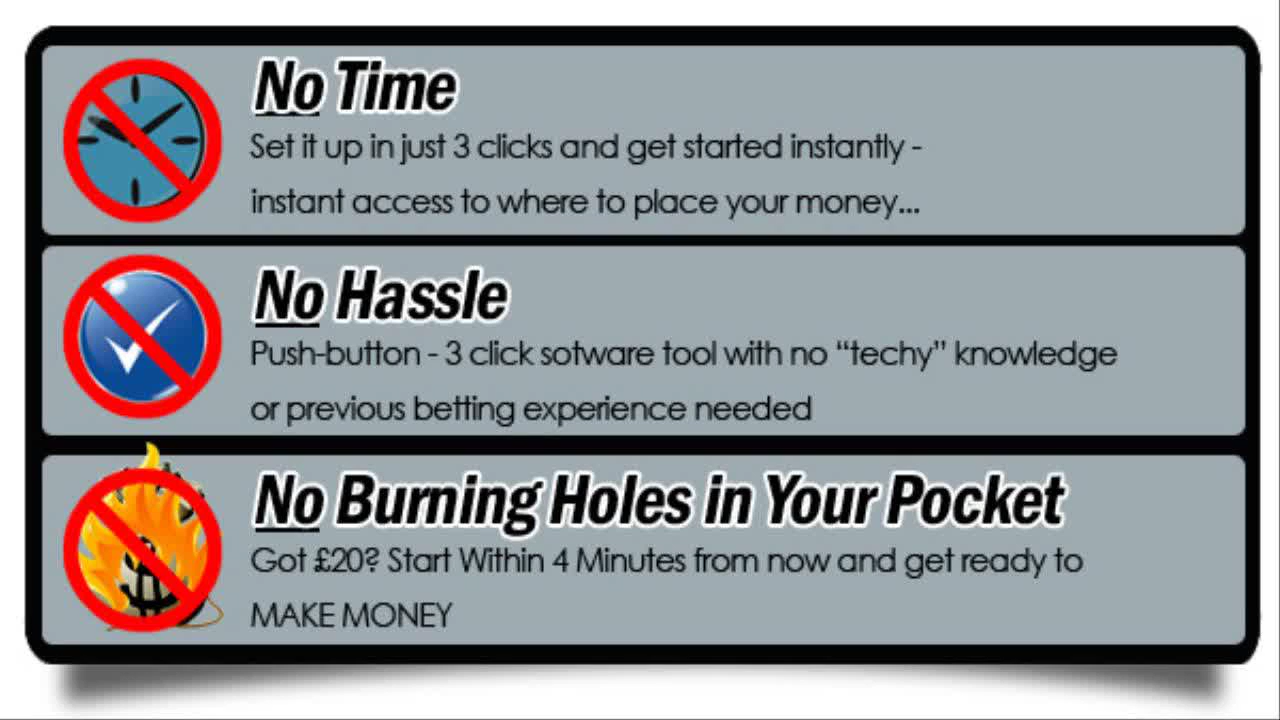 No Time
Set it up in just 3 clicks and get started instantly -
instant access to where to place your money...
No Hassle
Push-button - 3 click sotware tool with no “techy” knowledge
or previous betting experience needed
No Burning Holes in Your Pocket
Got £20? Start Within 4 Minutes from now and get ready to
MAKE MONEY